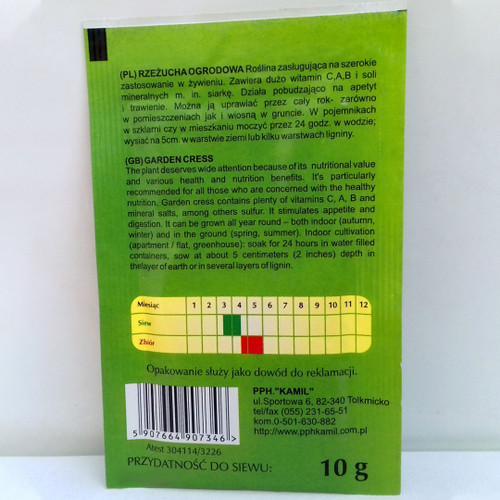 (PL) RZEŻUCHA OGRODOWA Roślina zasługująca na szerokie
zastosowanie w żywieniu. Zawiera dużo witamin C,A,B i soli
mineralnych m. in. siarkę. Działa pobudzająco na apetyt
i trawienie. Można ją uprawiać przez cały rok- zarówno
w pomieszczeniach jak i wiosną w gruncie. W pojemnikach
w szklarni czy w mieszkaniu moczyć przez 24 godz. w wodzie;
wysiać na 5cm. w warstwie ziemi lub kilku warstwach ligniny.
(GB) GARDEN CRESS
The plant deserves wide attention because of its nutritional value
and various health and nutrition benefits. It's particularly
recommended for all those who are concerned with the healthy
nutrition. Garden cress contains plenty of vitamins C, A, B and
mineral salts, among others sulfur. It stimulates appetite and
digestion. It can be grown all year round – both indoor (autumn,
winter) and in the ground (spring, summer). Indoor cultivation
(apartment / flat, greenhouse): soak for 24 hours in water filled
containers, sow at about 5 centimeters (2 inches) depth in
the layer of earth or in several layers of lignin.
Miesiąc 1 2 3 4 5 6 7 8 9 10 11 12
Siew
Zbiór
Opakowanie służy jako dowód do reklamacji.
PPH."KAMIL"
ul.Sportowa 6, 82-340 Tolkmicko
tel/fax (055) 231-65-51
kom.0-501-630-882
http://www.pphkamil.com.pl
5 907664 907346 >
Atest 304114/3226
PRZYDATNOŚĆ DO SIEWU: 10 g